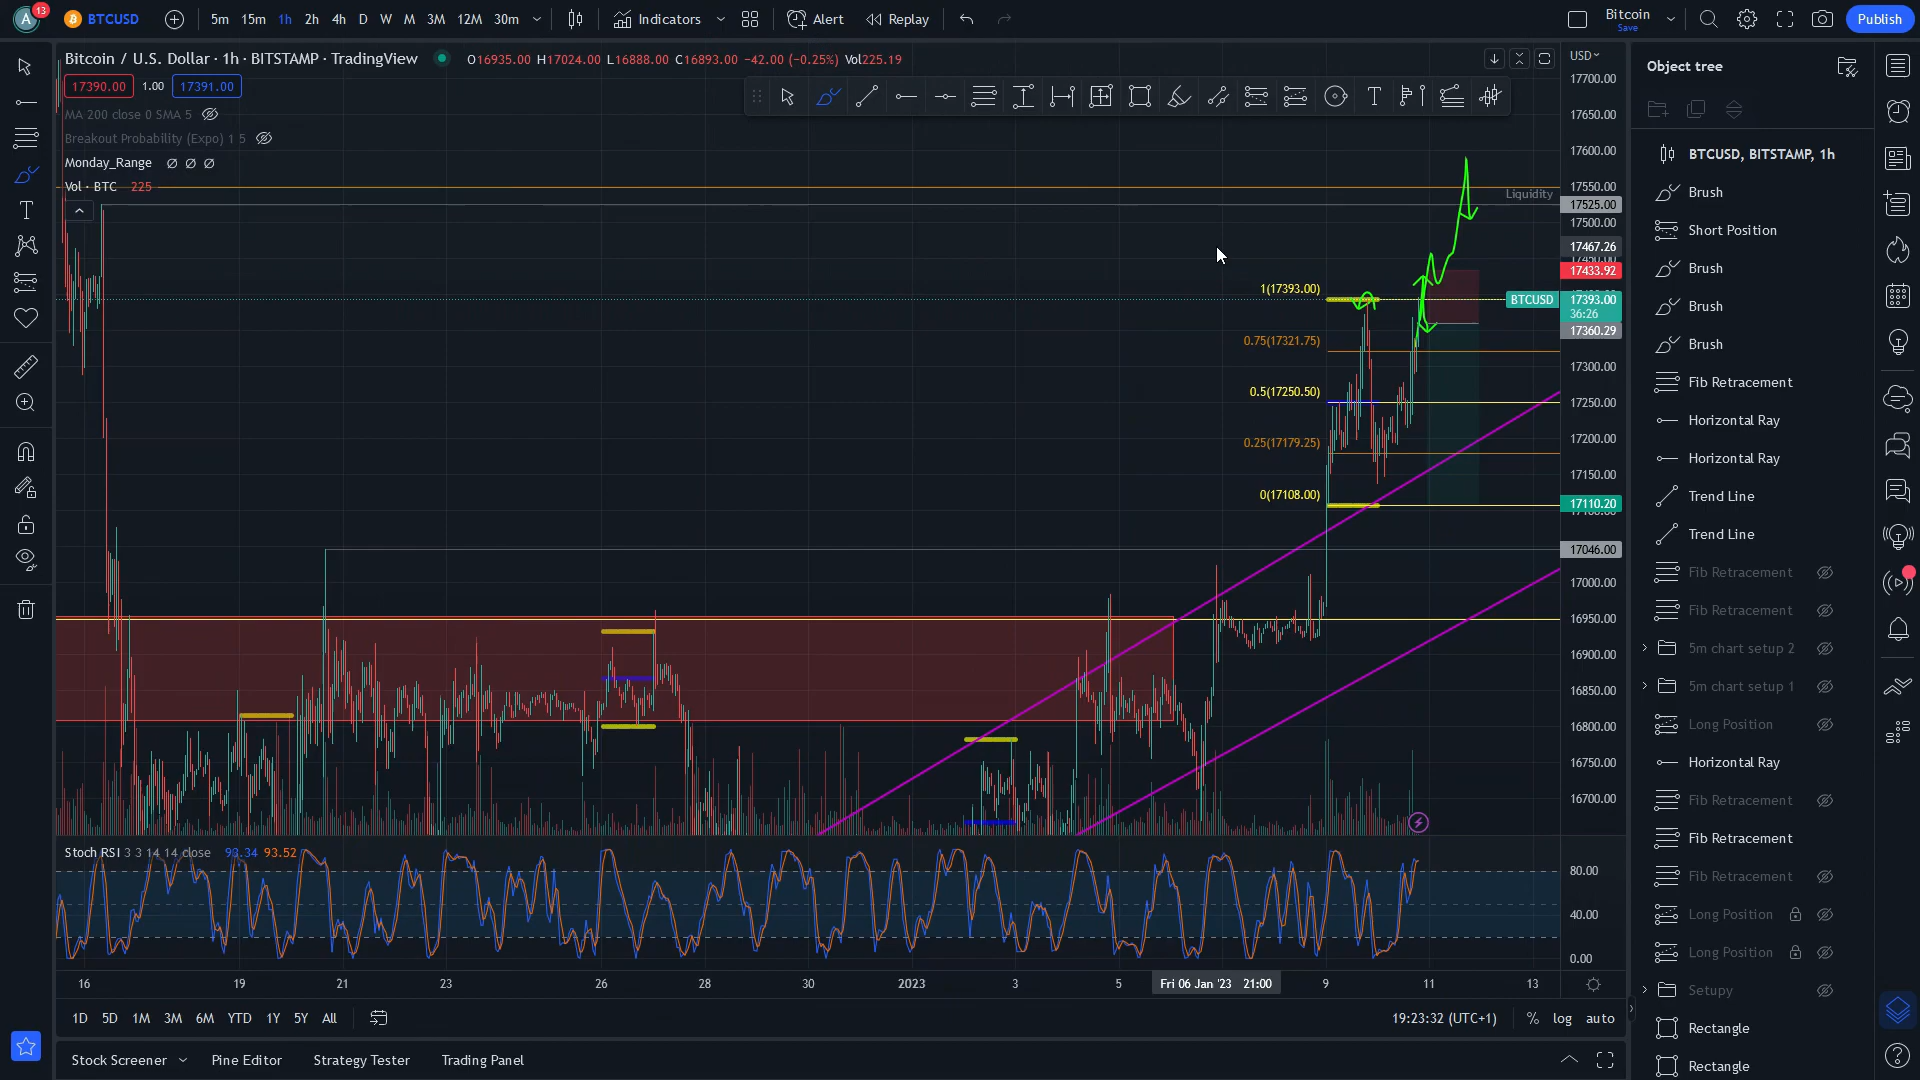 A 13 BTCUSD 5m 15m 1h 2h 4h D W M 3M 12M 30m Indicators Alert Replay Bitcoin Save Publish
Bitcoin / U.S. Dollar · 1h · BITSTAMP · TradingView O16935.00 H17024.00 L16888.00 C16893.00 −42.00 (−0.25%) Vol225.19
17390.00 1.00 17391.00
MA 200 close 0 SMA 5
Breakout Probability (Expo) 1 5
Monday_Range
Vol · BTC 225
Liquidity
1(17393.00)
0.75(17321.75)
0.5(17250.50)
0.25(17179.25)
0(17108.00)
BTCUSD
USD
17700.00
17650.00
17600.00
17550.00
17525.00
17500.00
17467.26
17433.92
17393.00
36:26
17360.29
17300.00
17250.00
17200.00
17150.00
17110.20
17046.00
17000.00
16950.00
16900.00
16850.00
16800.00
16750.00
16700.00
Stoch RSI 3 3 14 14 close 93.34 93.52
80.00
40.00
0.00
16 19 21 23 26 28 30 2023 3 5 Fri 06 Jan '23 21:00 9 11 13
1D 5D 1M 3M 6M YTD 1Y 5Y All 19:23:32 (UTC+1) % log auto
Stock Screener Pine Editor Strategy Tester Trading Panel
Object tree
BTCUSD, BITSTAMP, 1h
Brush
Short Position
Brush
Brush
Brush
Fib Retracement
Horizontal Ray
Horizontal Ray
Trend Line
Trend Line
Fib Retracement
Fib Retracement
5m chart setup 2
5m chart setup 1
Long Position
Horizontal Ray
Fib Retracement
Fib Retracement
Fib Retracement
Long Position
Long Position
Setupy
Rectangle
Rectangle